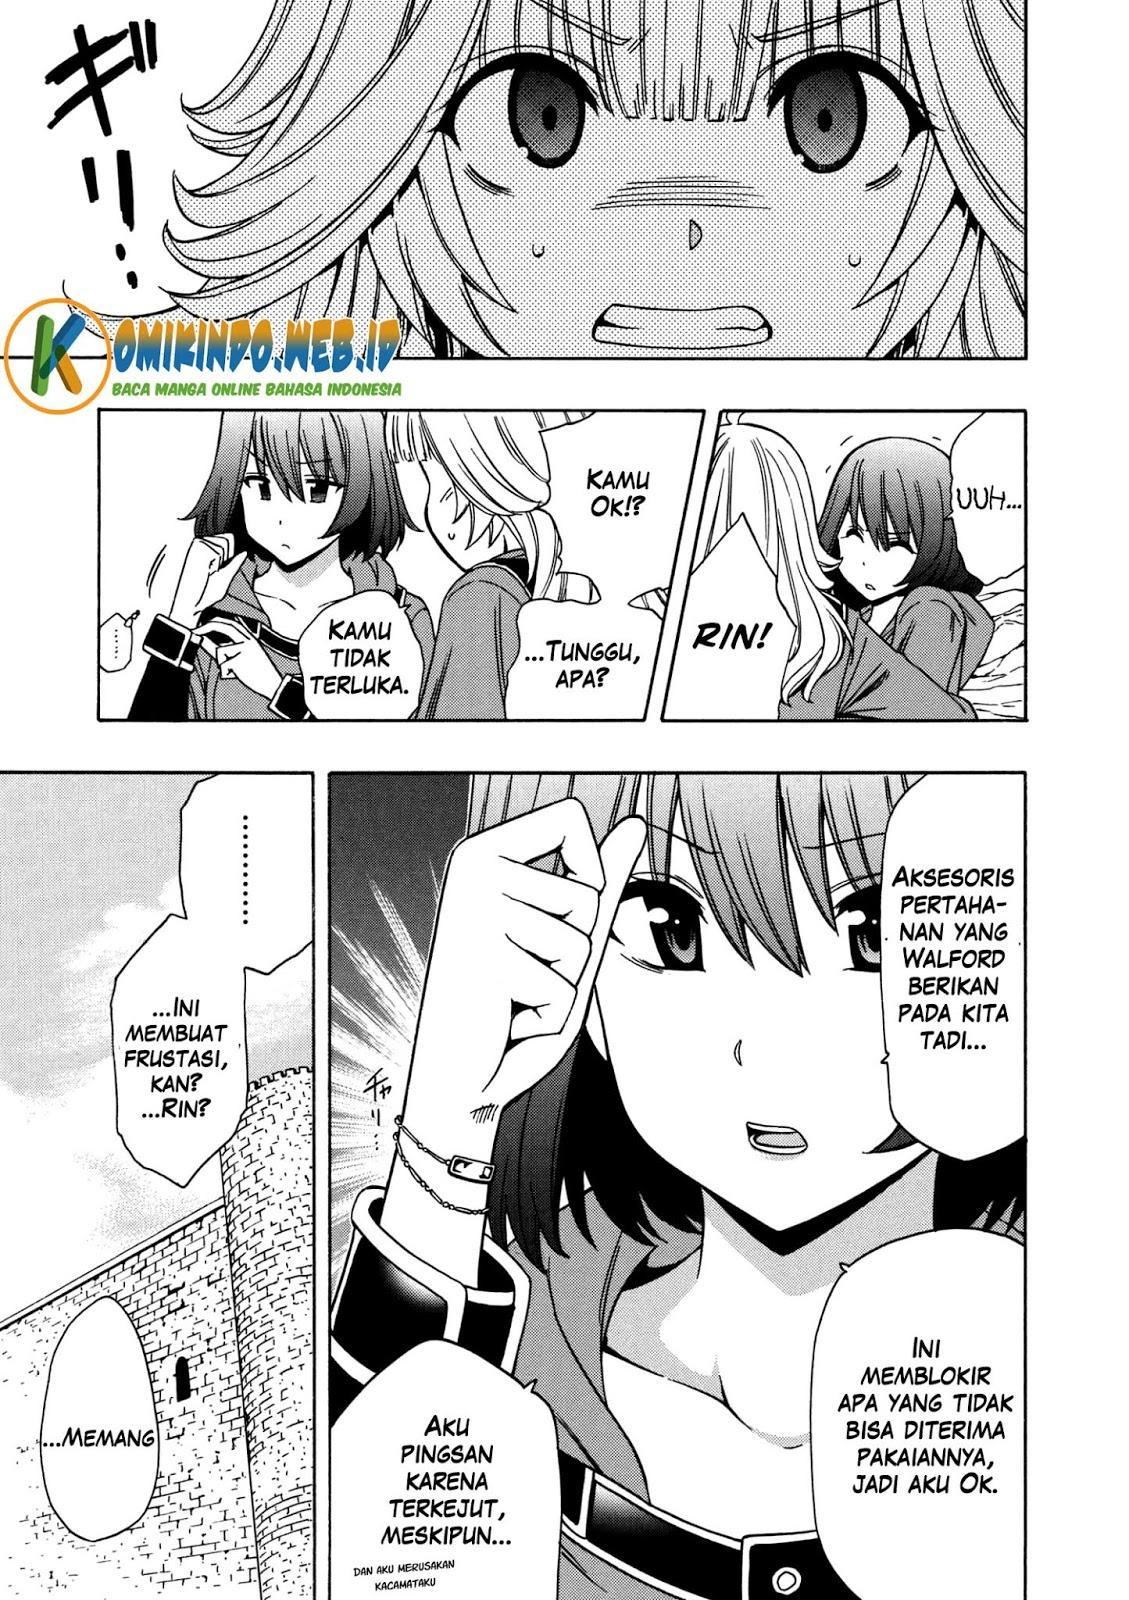 ギリ!
KOMIKINDO.WEB.ID
BACA MANGA ONLINE BAHASA INDONESIA
UUH...
RIN!
KAMU
OK!?
...TUNGGU,
APA?
KAMU
TIDAK
TERLUKA.
AKSESORIS
PERTAHA-
NAN YANG
WALFORD
BERIKAN
PADA KITA
TADI...
チャリ
INI
MEMBLOKIR
APA YANG TIDAK
BISA DITERIMA
PAKAIANNYA,
JADI AKU OK.
AKU
PINGSAN
KARENA
TERKEJUT,
MESKIPUN...
DAN AKU MERUSAKAN
KACAMATAKU
...INI
MEMBUAT
FRUSTASI,
KAN?
...RIN?
...MEMANG